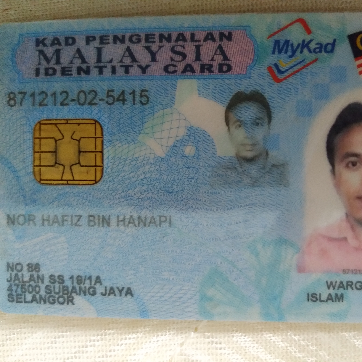 KAD PENGENALAN
MALAYSIA
IDENTITY CARD
MyKad
871212-02-5415
NOR HAFIZ BIN HANAPI
NO 86
JALAN SS 19/1A
47500 SUBANG JAYA
SELANGOR
WARG
ISLAM